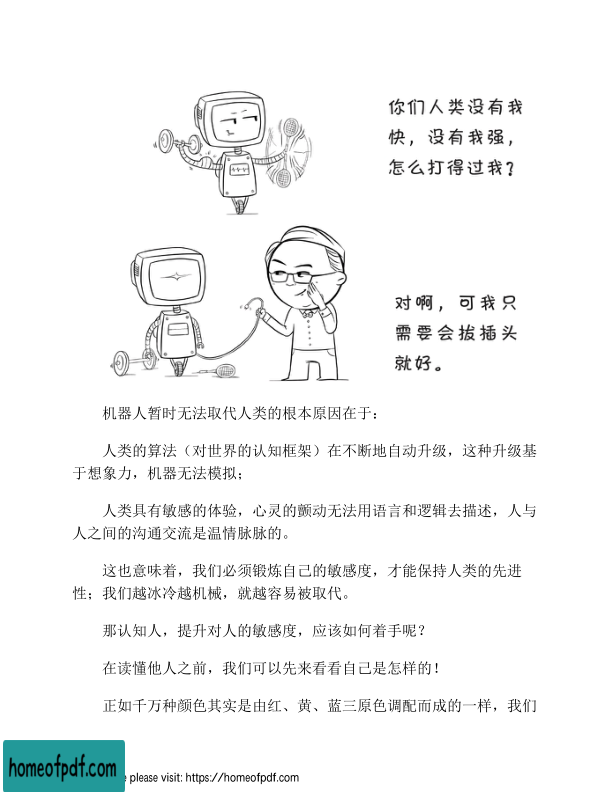 你们人类没有我
快，没有我强，
怎么打得过我？
对啊，可我只
需要会拔插头
就好。
机器人暂时无法取代人类的根本原因在于：
人类的算法（对世界的认知框架）在不断地自动升级，这种升级基
于想象力，机器无法模拟；
人类具有敏感的体验，心灵的颤动无法用语言和逻辑去描述，人与
人之间的沟通交流是温情脉脉的。
这也意味着，我们必须锻炼自己的敏感度，才能保持人类的先进
性；我们越冰冷越机械，就越容易被取代。
那认知人，提升对人的敏感度，应该如何着手呢？
在读懂他人之前，我们可以先来看看自己是怎样的！
正如千万种颜色其实是由红、黄、蓝三原色调配而成的一样，我们
homeofpdf.com
e please visit: https://homeofpdf.com